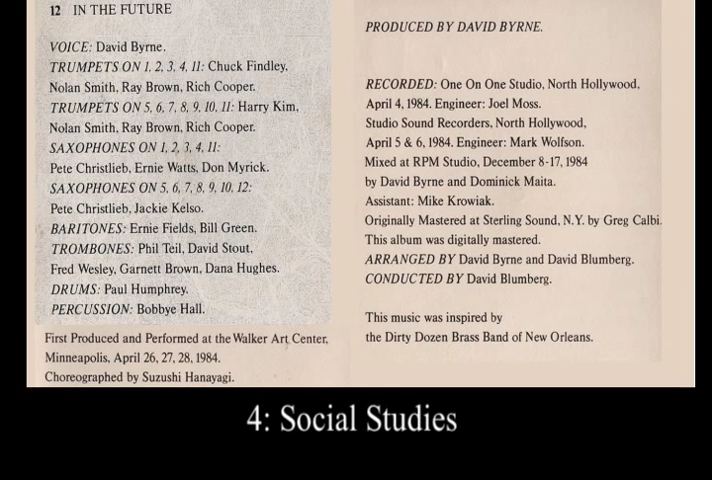 12 IN THE FUTURE
VOICE: David Byrne.
TRUMPETS ON 1, 2, 3, 4, 11: Chuck Findley,
Nolan Smith, Ray Brown, Rich Cooper.
TRUMPETS ON 5, 6, 7, 8, 9, 10, 11: Harry Kim,
Nolan Smith, Ray Brown, Rich Cooper.
SAXOPHONES ON 1, 2, 3, 4, 11:
Pete Christlieb, Ernie Watts, Don Myrick.
SAXOPHONES ON 5, 6, 7, 8, 9, 10, 12:
Pete Christlieb, Jackie Kelso.
BARITONES: Ernie Fields, Bill Green.
TROMBONES: Phil Teil, David Stout,
Fred Wesley, Garnett Brown, Dana Hughes.
DRUMS: Paul Humphrey.
PERCUSSION: Bobbye Hall.
First Produced and Performed at the Walker Art Center,
Minneapolis, April 26, 27, 28, 1984.
Choreographed by Suzushi Hanayagi.
PRODUCED BY DAVID BYRNE.
RECORDED: One On One Studio, North Hollywood,
April 4, 1984. Engineer: Joel Moss.
Studio Sound Recorders, North Hollywood,
April 5 & 6, 1984. Engineer: Mark Wolfson.
Mixed at RPM Studio, December 8-17, 1984
by David Byrne and Dominick Maita.
Assistant: Mike Krowiak.
Originally Mastered at Sterling Sound, N.Y. by Greg Calbi.
This album was digitally mastered.
ARRANGED BY David Byrne and David Blumberg.
CONDUCTED BY David Blumberg.
This music was inspired by
the Dirty Dozen Brass Band of New Orleans.
4: Social Studies